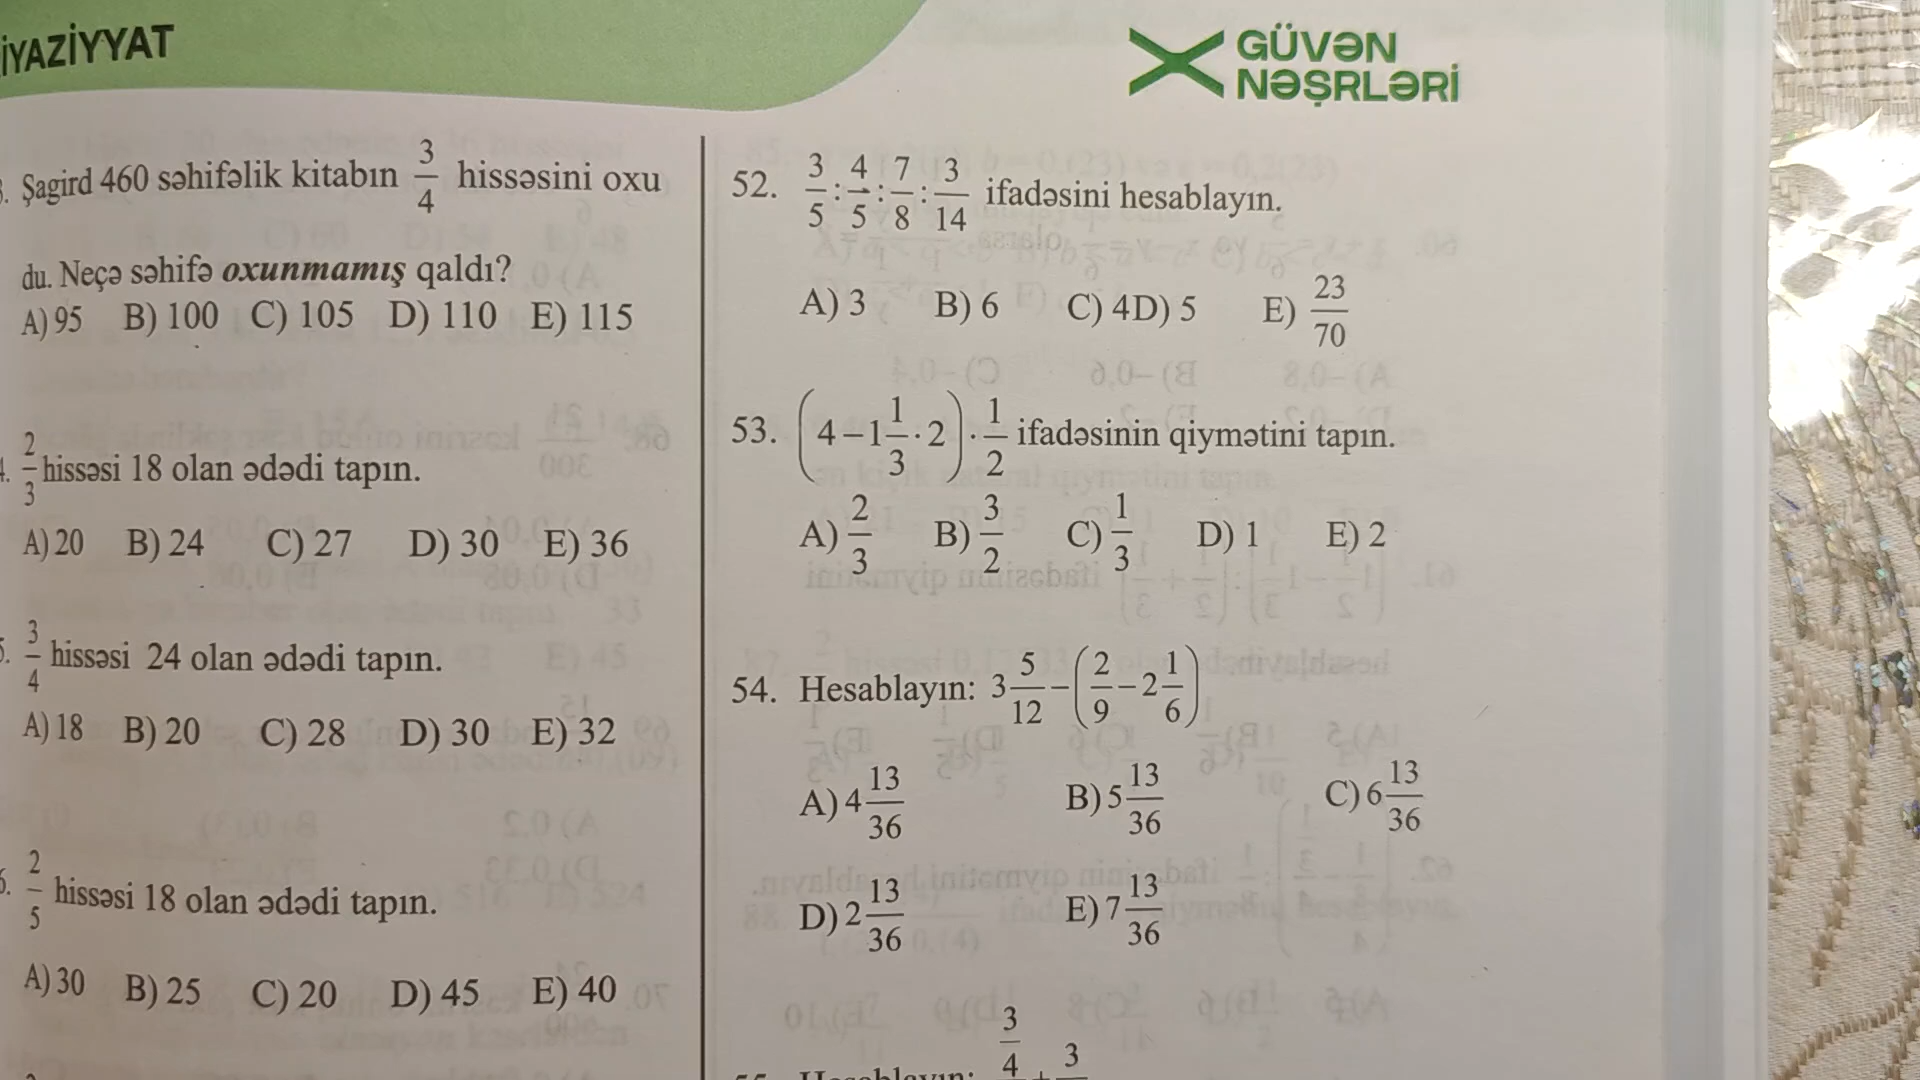 İYAZİYYAT
GÜVƏN
NƏŞRLƏRİ
. Şagird 460 səhifəlik kitabın 3/4 hissəsini oxu
du. Neçə səhifə oxunmamış qaldı?
A) 95 B) 100 C) 105 D) 110 E) 115
. 2/3 hissəsi 18 olan ədədi tapın.
A) 20 B) 24 C) 27 D) 30 E) 36
. 3/4 hissəsi 24 olan ədədi tapın.
A) 18 B) 20 C) 28 D) 30 E) 32
. 2/5 hissəsi 18 olan ədədi tapın.
A) 30 B) 25 C) 20 D) 45 E) 40
52. 3/5 : 4/5 : 7/8 : 3/14 ifadəsini hesablayın.
A) 3 B) 6 C) 4 D) 5 E) 23/70
53. (4 – 1 1/3 · 2) · 1/2 ifadəsinin qiymətini tapın.
A) 2/3 B) 3/2 C) 1/3 D) 1 E) 2
54. Hesablayın: 3 5/12 – (2/9 – 2 1/6)
A) 4 13/36 B) 5 13/36 C) 6 13/36
D) 2 13/36 E) 7 13/36